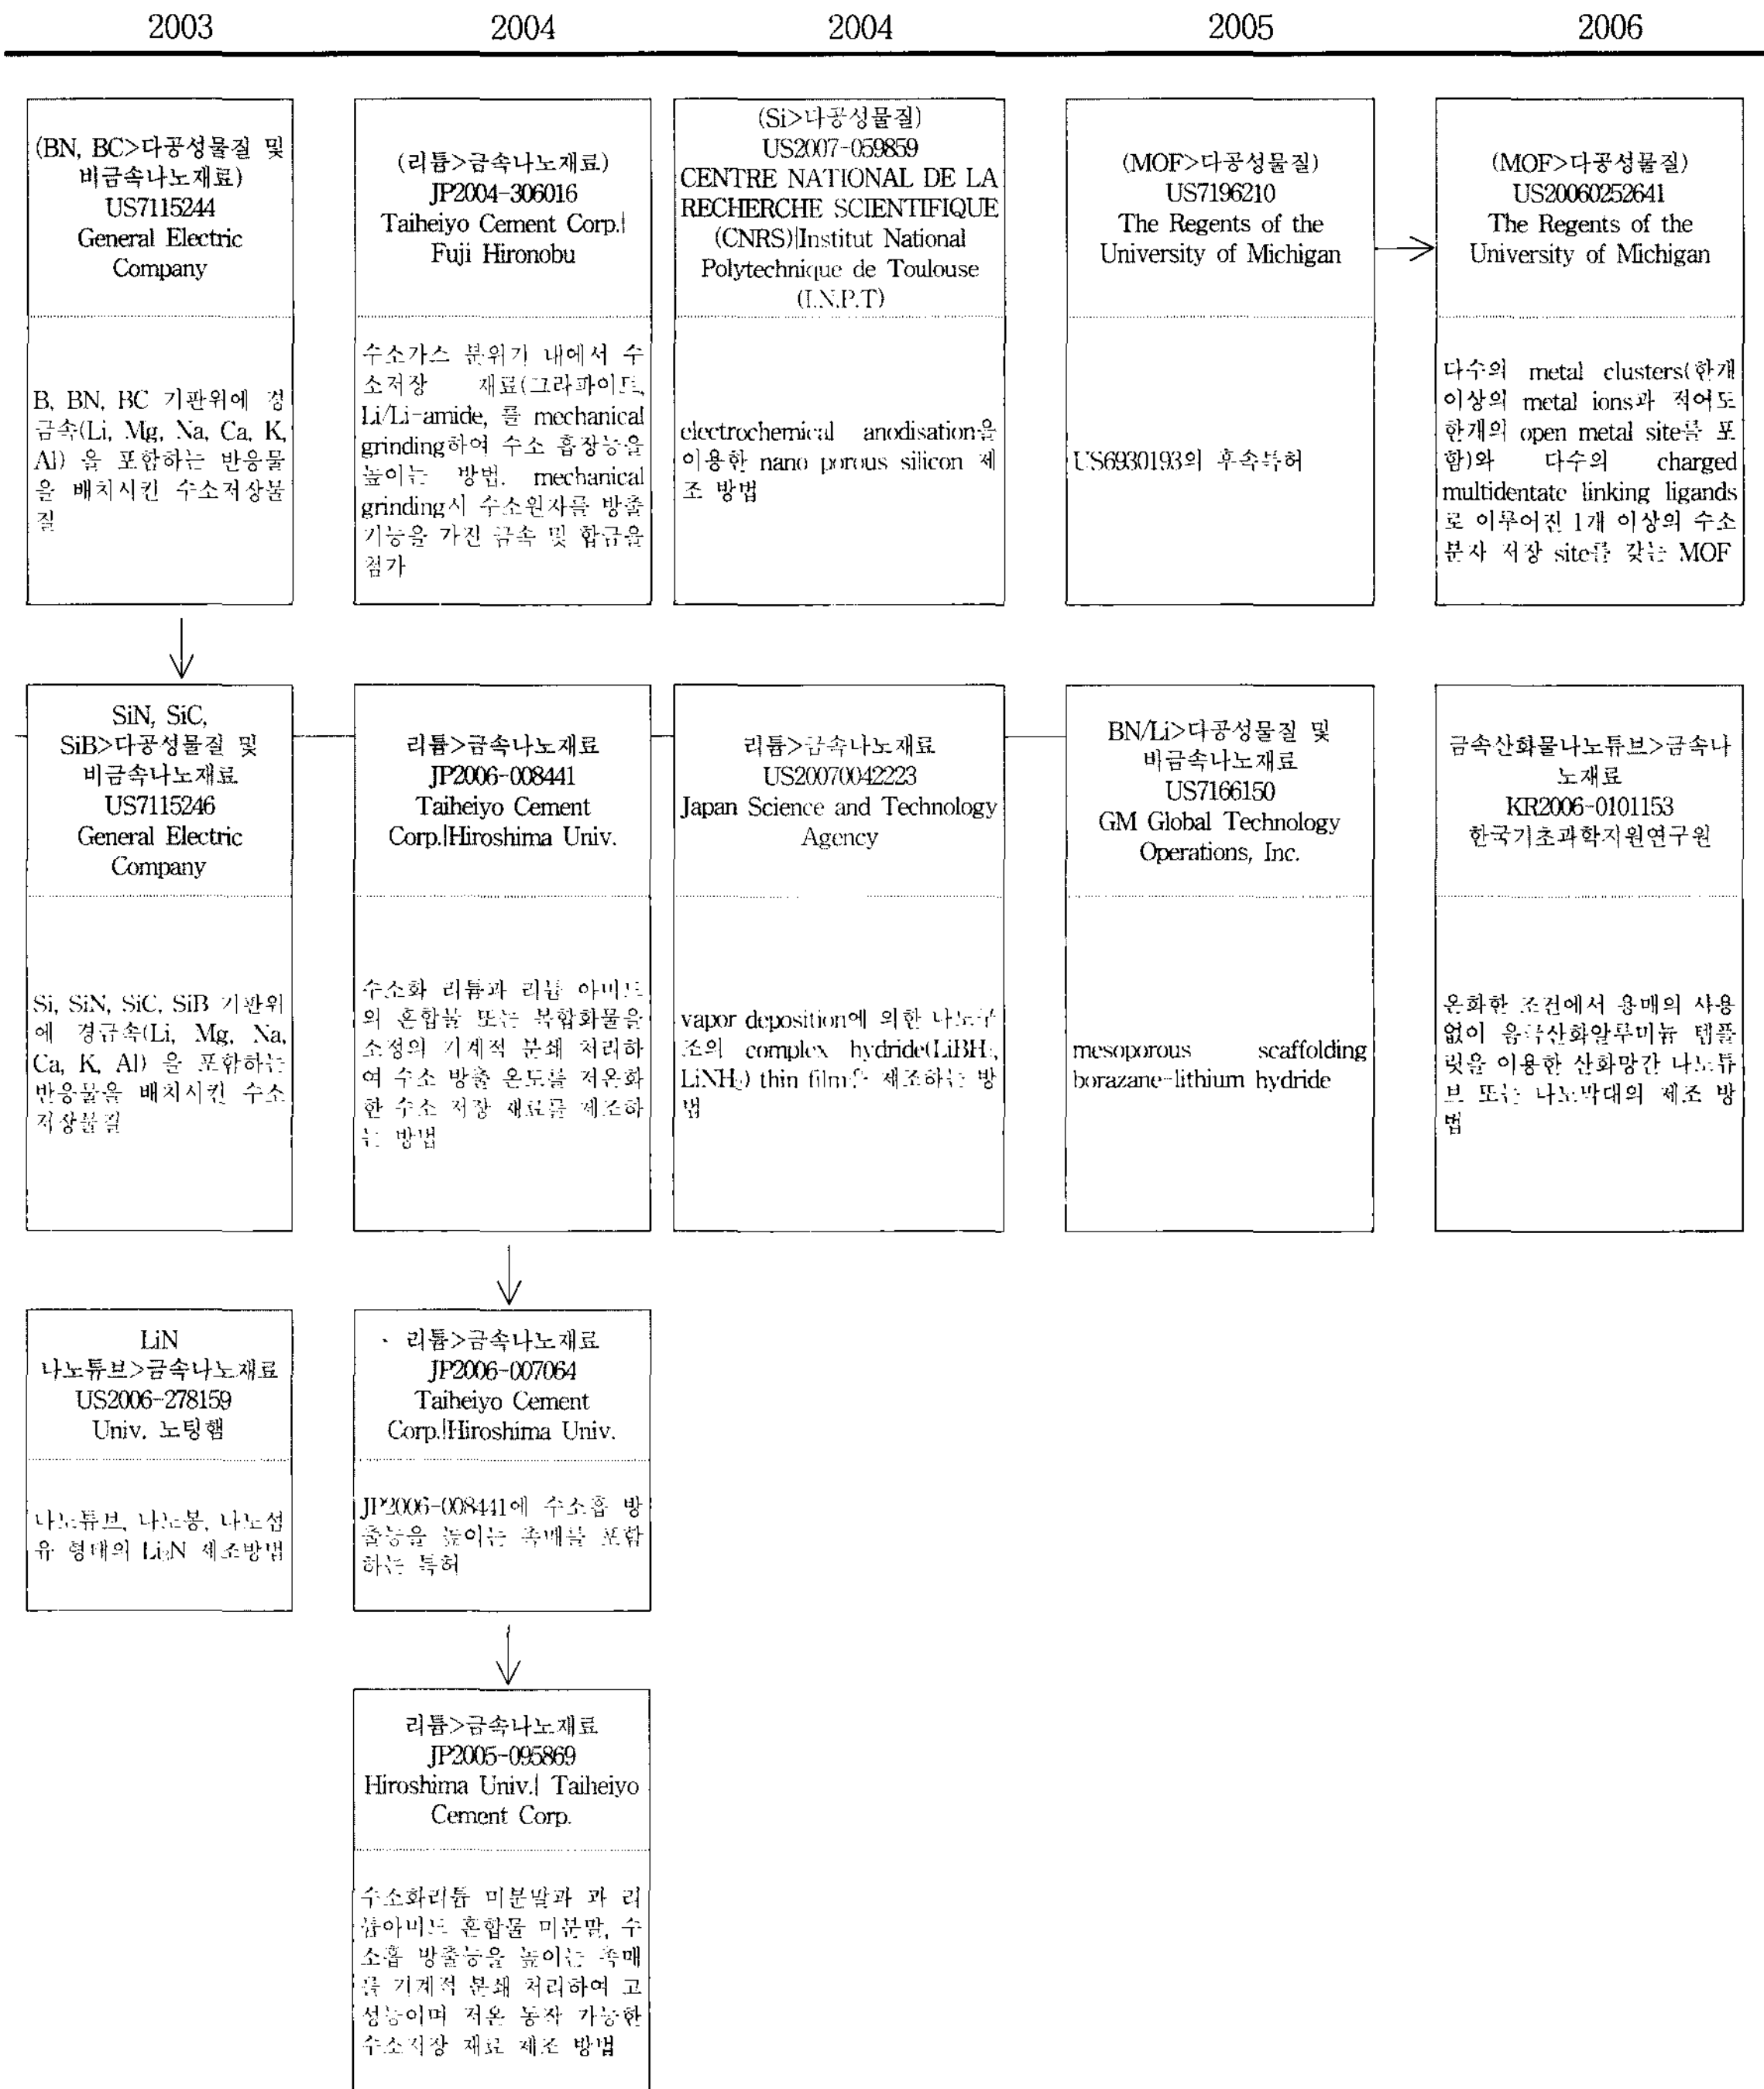 2003
2004
2004
2005
2006
(BN, BC>다공성물질 및
비금속나노재료)
US7115244
General Electric
Company
B, BN, BC 기판위에 경
금속(Li, Mg, Na, Ca, K,
Al) 을 포함하는 반응물
을 배치시킨 수소저장물
질
(리튬>금속나노재료)
JP2004-306016
Taiheiyo Cement Corp.|
Fuji Hironobu
수소가스 분위기 내에서 수
소저장 재료(그라파이트,
Li/Li-amide, 를 mechanical
grinding하여 수소 흡장능을
높이는 방법. mechanical
grinding시 수소원자를 방출
기능을 가진 금속 및 합금을
첨가
(Si>다공성물질)
US2007-059859
CENTRE NATIONAL DE LA
RECHERCHE SCIENTIFIQUE
(CNRS)|Institut National
Polytechnique de Toulouse
(I.N.P.T)
electrochemical anodisation을
이용한 nano porous silicon 제
조 방법
(MOF>다공성물질)
US7196210
The Regents of the
University of Michigan
US6930193의 후속특허
(MOF>다공성물질)
US20060252641
The Regents of the
University of Michigan
다수의 metal clusters(한개
이상의 metal ions과 적어도
한개의 open metal site를 포
함)와 다수의 charged
multidentate linking ligands
로 이루어진 1개 이상의 수소
분자 저장 site를 갖는 MOF
SiN, SiC,
SiB>다공성물질 및
비금속나노재료
US7115246
General Electric
Company
Si, SiN, SiC, SiB 기판위
에 경금속(Li, Mg, Na,
Ca, K, Al) 을 포함하는
반응물을 배치시킨 수소
저장물질
리튬>금속나노재료
JP2006-008441
Taiheiyo Cement
Corp.|Hiroshima Univ.
수소화 리튬과 리튬 아미드
의 혼합물 또는 복합화물을
소정의 기계적 분쇄 처리하
여 수소 방출 온도를 저온화
한 수소 저장 재료를 제조하
는 방법
리튬>금속나노재료
US20070042223
Japan Science and Technology
Agency
vapor deposition에 의한 나노구
조의 complex hydride(LiBH₄,
LiNH₂) thin film을 제조하는 방
법
BN/Li>다공성물질 및
비금속나노재료
US7166150
GM Global Technology
Operations, Inc.
mesoporous scaffolding
borazane-lithium hydride
금속산화물나노튜브>금속나
노재료
KR2006-0101153
한국기초과학지원연구원
온화한 조건에서 용매의 사용
없이 음극산화알루미늄 템플
릿을 이용한 산화망간 나노튜
브 또는 나노막대의 제조 방
법
LiN
나노튜브>금속나노재료
US2006-278159
Univ. 노팅햄
나노튜브, 나노봉, 나노섬
유 형태의 Li₃N 제조방법
리튬>금속나노재료
JP2006-007064
Taiheiyo Cement
Corp.|Hiroshima Univ.
JP2006-008441에 수소흡 방
출능을 높이는 촉매를 포함
하는 특허
리튬>금속나노재료
JP2005-095869
Hiroshima Univ.| Taiheiyo
Cement Corp.
수소화리튬 미분말과 과 리
튬아미드 혼합물 미분말, 수
소흡 방출능을 높이는 촉매
를 기계적 분쇄 처리하여 고
성능이며 저온 동작 가능한
수소저장 재료 제조 방법